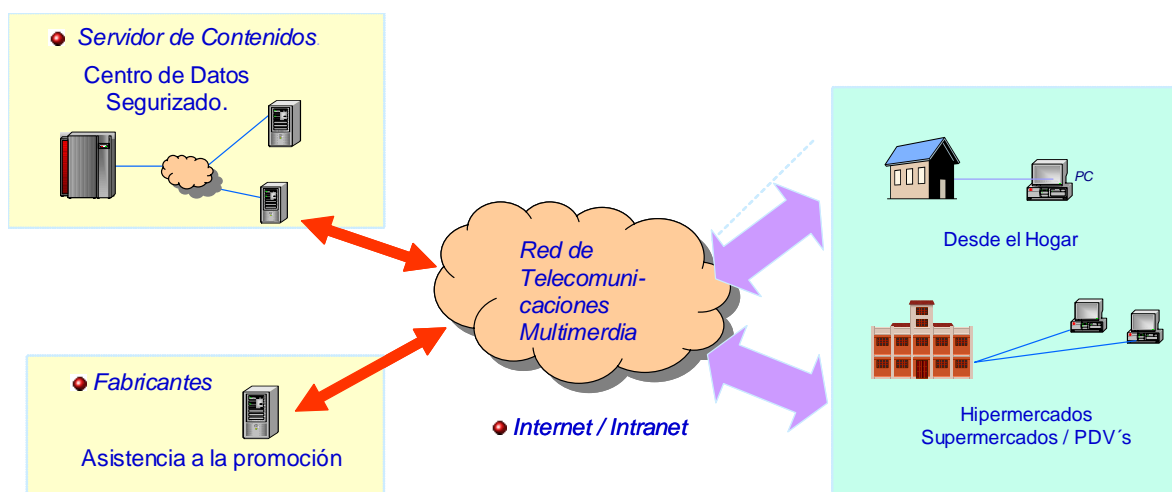 Servidor de Contenidos.
Centro de Datos
Segurizado.
Fabricantes
Asistencia a la promoción
Red de
Telecomuni-
caciones
Multimerdia
Internet / Intranet
PC
Desde el Hogar
Hipermercados
Supermercados / PDV´s